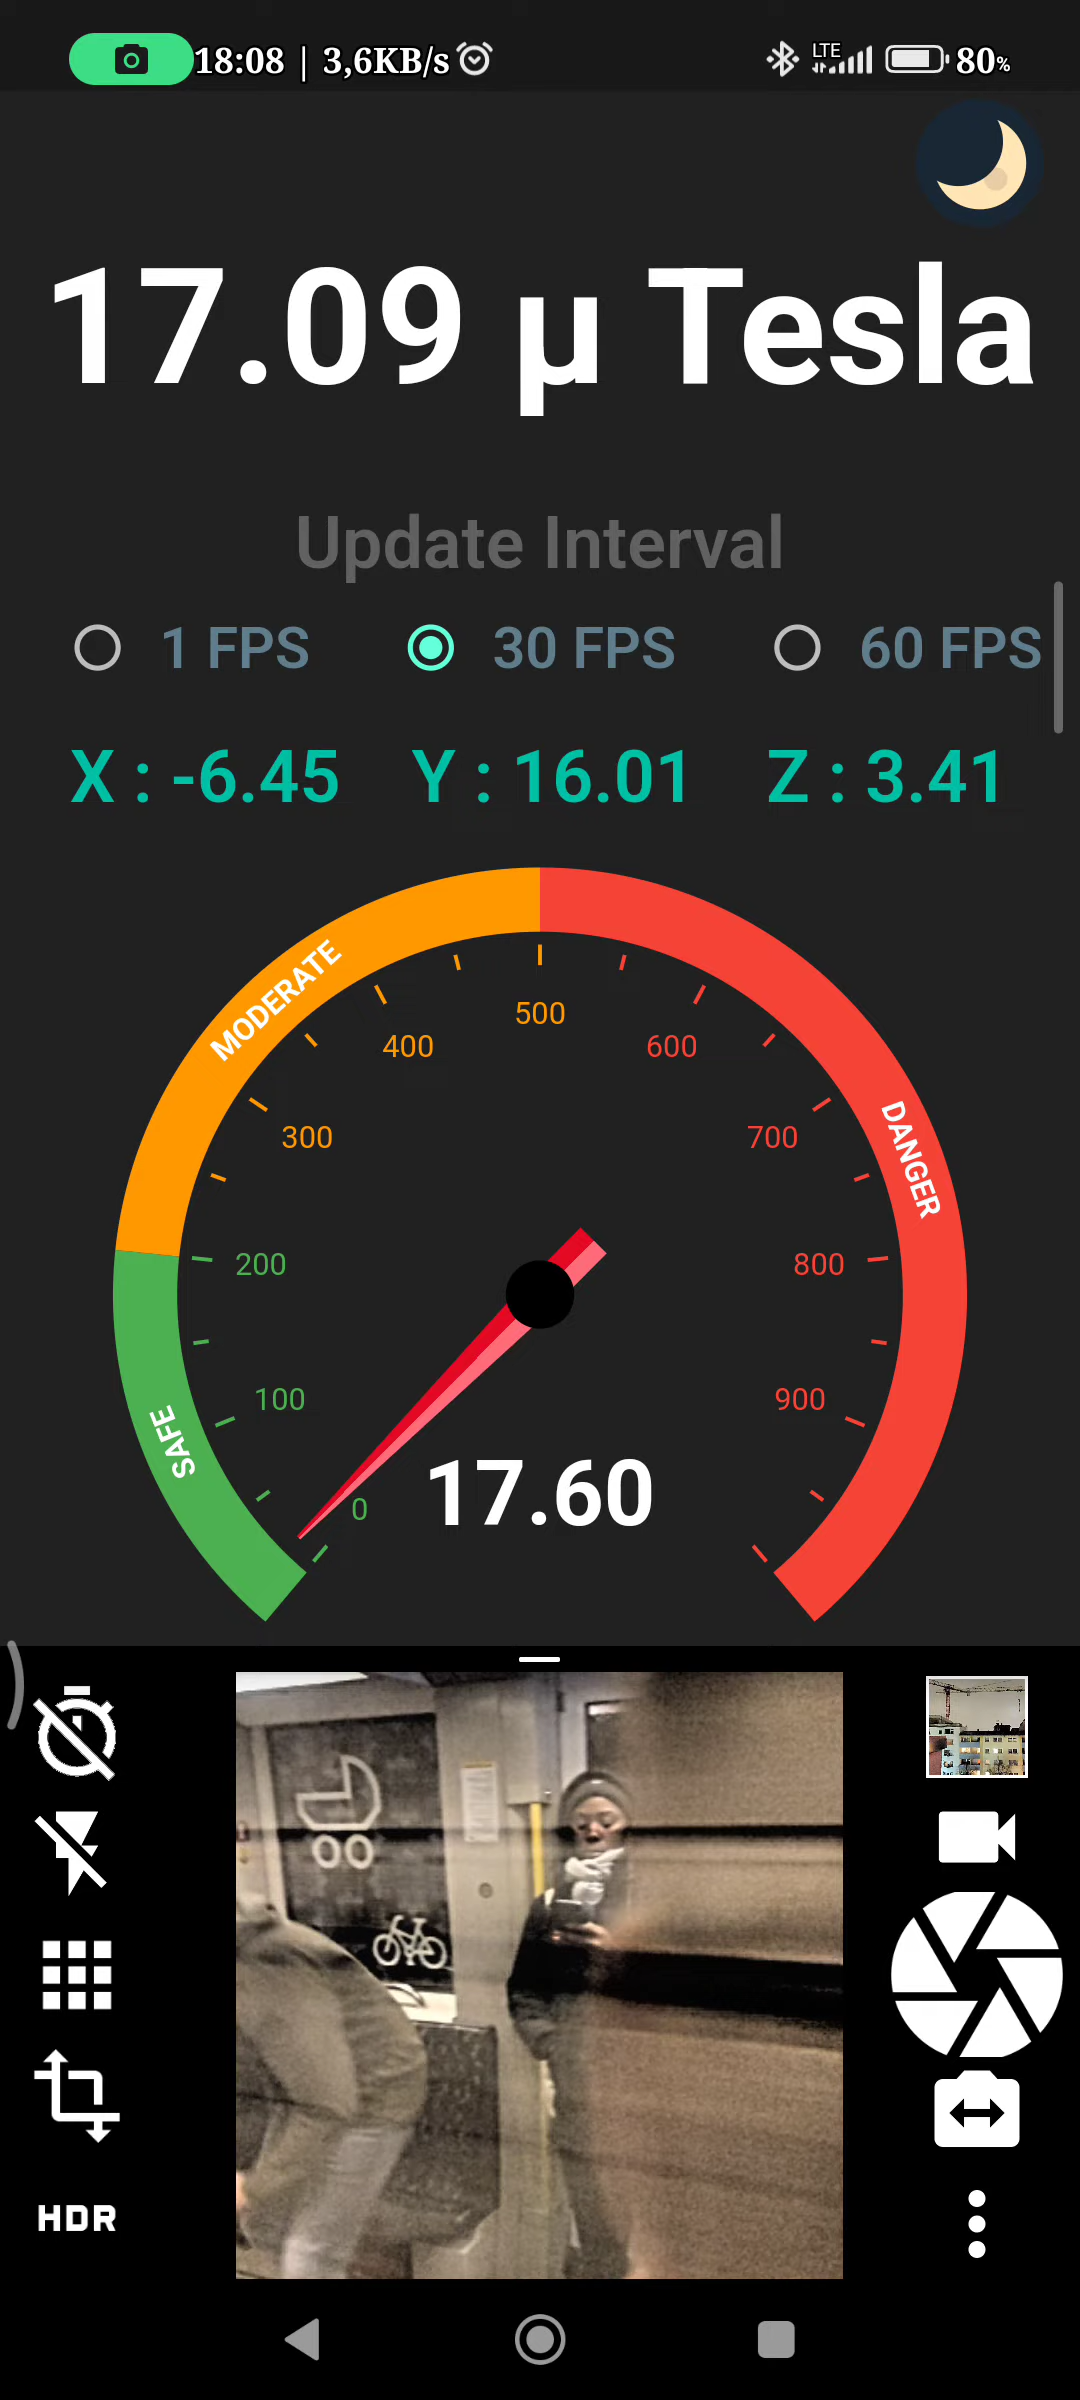 18:08 | 3,6KB/s LTE 80%
17.09 µ Tesla
Update Interval
1 FPS 30 FPS 60 FPS
X : -6.45 Y : 16.01 Z : 3.41
MODERATE
500
400 600
300 700
DANGER
200 800
100 900
SAFE
0 17.60
HDR